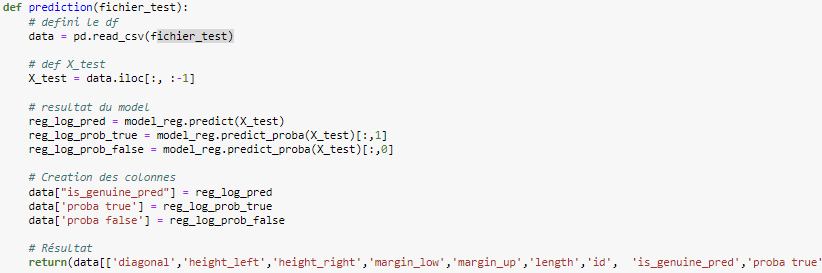 def prediction(fichier_test):
# defini le df
data = pd.read_csv(fichier_test)
# def X_test
X_test = data.iloc[:, :-1]
# resultat du model
reg_log_pred = model_reg.predict(X_test)
reg_log_prob_true = model_reg.predict_proba(X_test)[:,1]
reg_log_prob_false = model_reg.predict_proba(X_test)[:,0]
# Creation des colonnes
data["is_genuine_pred"] = reg_log_pred
data['proba true'] = reg_log_prob_true
data['proba false'] = reg_log_prob_false
# Résultat
return(data[['diagonal','height_left','height_right','margin_low','margin_up','length','id', 'is_genuine_pred','proba true'